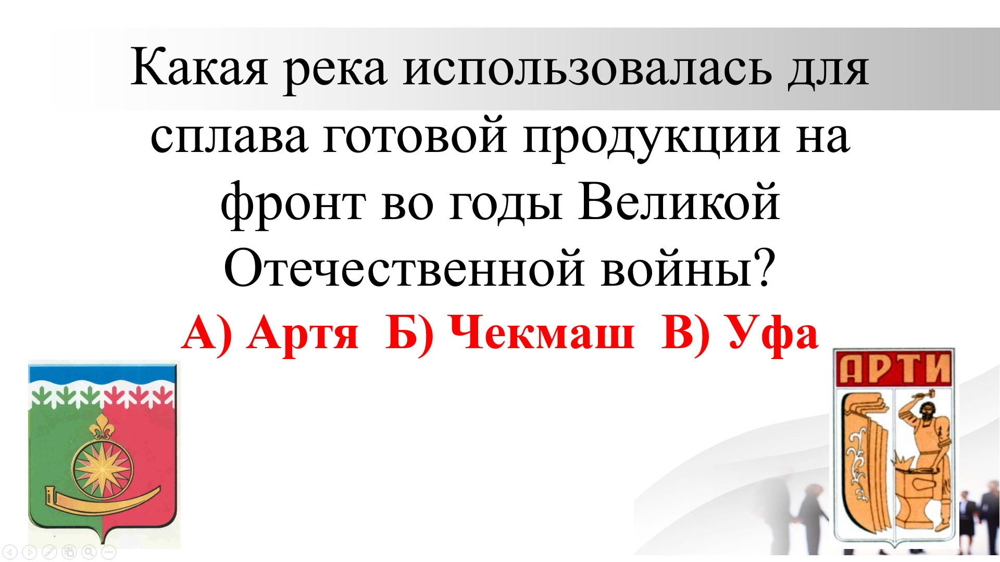 Какая река использовалась для
сплава готовой продукции на
фронт во годы Великой
Отечественной войны?
А) Артя Б) Чекмаш В) Уфа
АРТИ